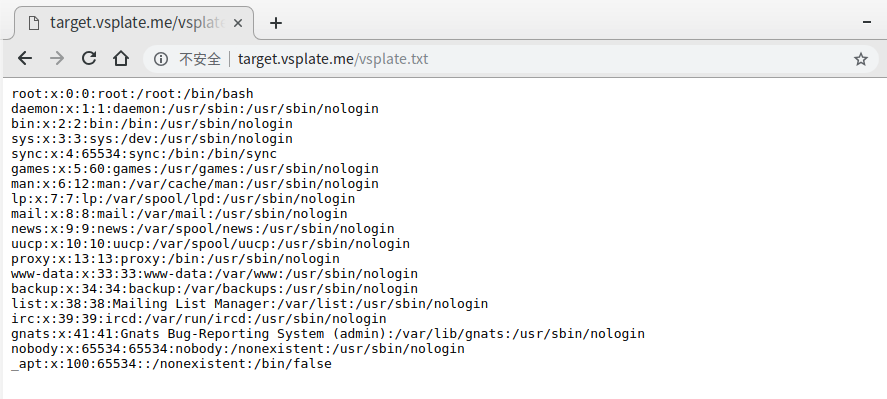 target.vsplate.me/vsplate
不安全 target.vsplate.me/vsplate.txt
root:x:0:0:root:/root:/bin/bash
daemon:x:1:1:daemon:/usr/sbin:/usr/sbin/nologin
bin:x:2:2:bin:/bin:/usr/sbin/nologin
sys:x:3:3:sys:/dev:/usr/sbin/nologin
sync:x:4:65534:sync:/bin:/bin/sync
games:x:5:60:games:/usr/games:/usr/sbin/nologin
man:x:6:12:man:/var/cache/man:/usr/sbin/nologin
lp:x:7:7:lp:/var/spool/lpd:/usr/sbin/nologin
mail:x:8:8:mail:/var/mail:/usr/sbin/nologin
news:x:9:9:news:/var/spool/news:/usr/sbin/nologin
uucp:x:10:10:uucp:/var/spool/uucp:/usr/sbin/nologin
proxy:x:13:13:proxy:/bin:/usr/sbin/nologin
www-data:x:33:33:www-data:/var/www:/usr/sbin/nologin
backup:x:34:34:backup:/var/backups:/usr/sbin/nologin
list:x:38:38:Mailing List Manager:/var/list:/usr/sbin/nologin
irc:x:39:39:ircd:/var/run/ircd:/usr/sbin/nologin
gnats:x:41:41:Gnats Bug-Reporting System (admin):/var/lib/gnats:/usr/sbin/nologin
nobody:x:65534:65534:nobody:/nonexistent:/usr/sbin/nologin
_apt:x:100:65534::/nonexistent:/bin/false